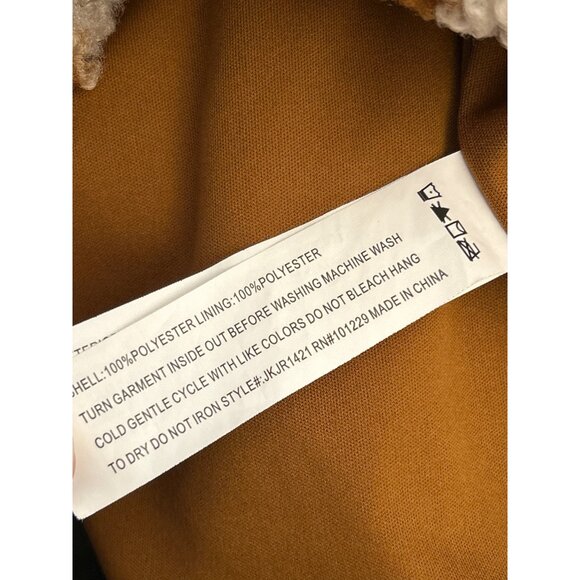 SHELL:100%POLYESTER LINING:100%POLYESTER
TURN GARMENT INSIDE OUT BEFORE WASHING MACHINE WASH
COLD GENTLE CYCLE WITH LIKE COLORS DO NOT BLEACH HANG
TO DRY DO NOT IRON STYLE#:JKJR1421 RN#101229 MADE IN CHINA